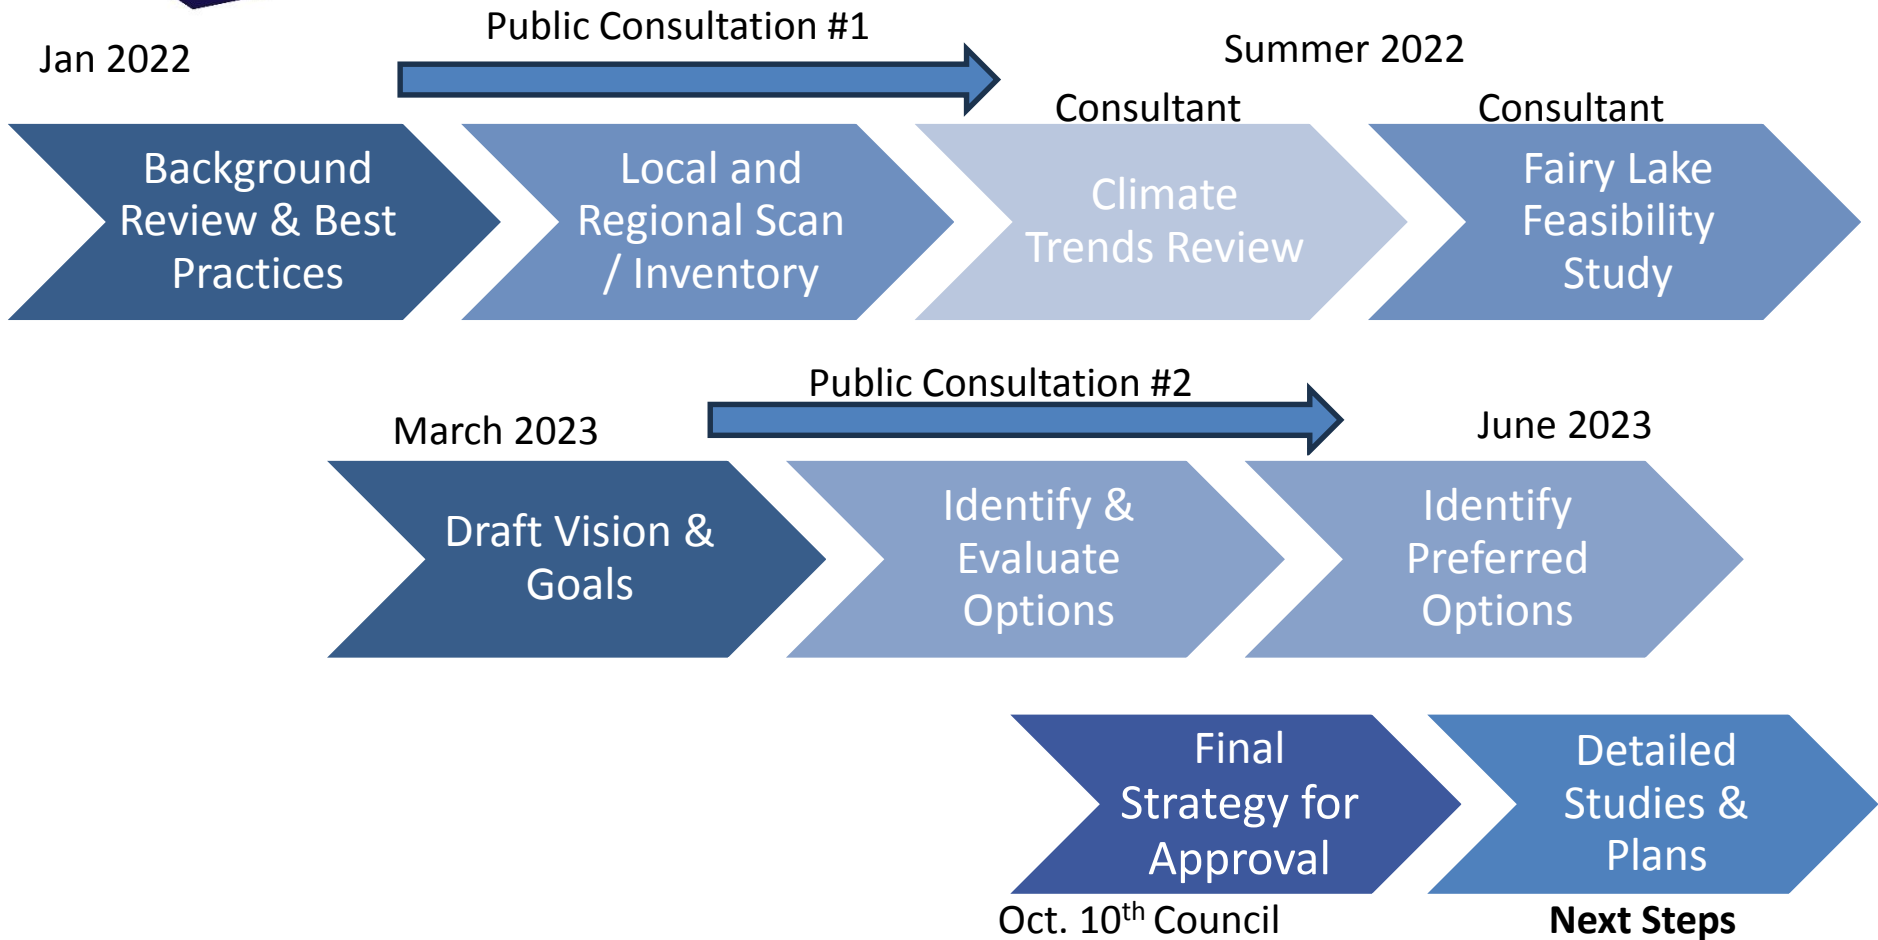 Jan 2022
Public Consultation #1
Summer 2022
Consultant
Consultant
Background
Review & Best
Practices
Local and
Regional Scan
/ Inventory
Climate
Trends Review
Fairy Lake
Feasibility
Study
Public Consultation #2
March 2023
June 2023
Draft Vision &
Goals
Identify &
Evaluate
Options
Identify
Preferred
Options
Final
Strategy for
Approval
Detailed
Studies &
Plans
Oct. 10th Council
Next Steps